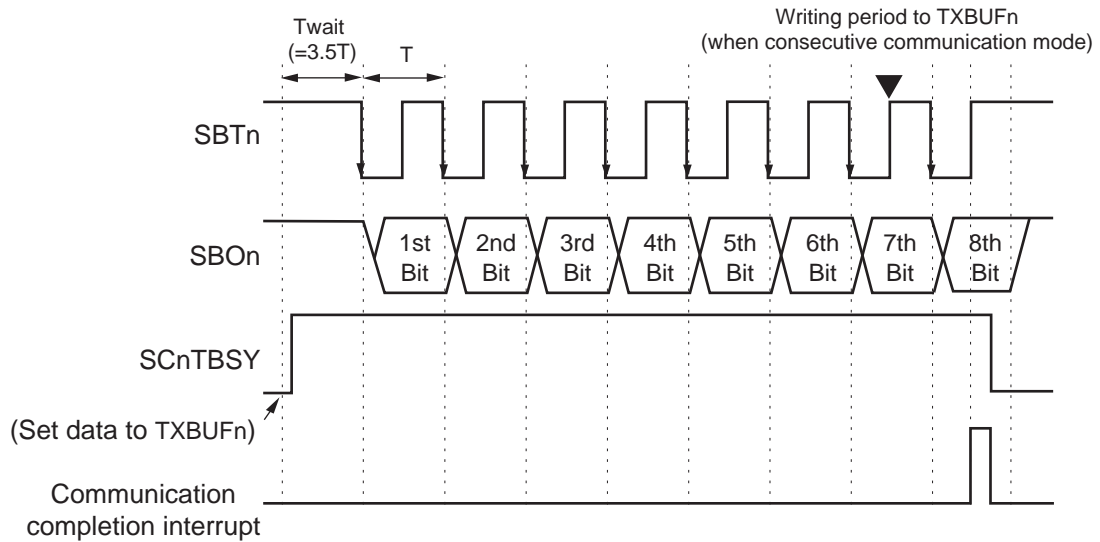 Twait
(=3.5T)
T
Writing period to TXBUFn
(when consecutive communication mode)
SBTn
SBOn
1st
Bit
2nd
Bit
3rd
Bit
4th
Bit
5th
Bit
6th
Bit
7th
Bit
8th
Bit
SCnTBSY
(Set data to TXBUFn)
Communication
completion interrupt